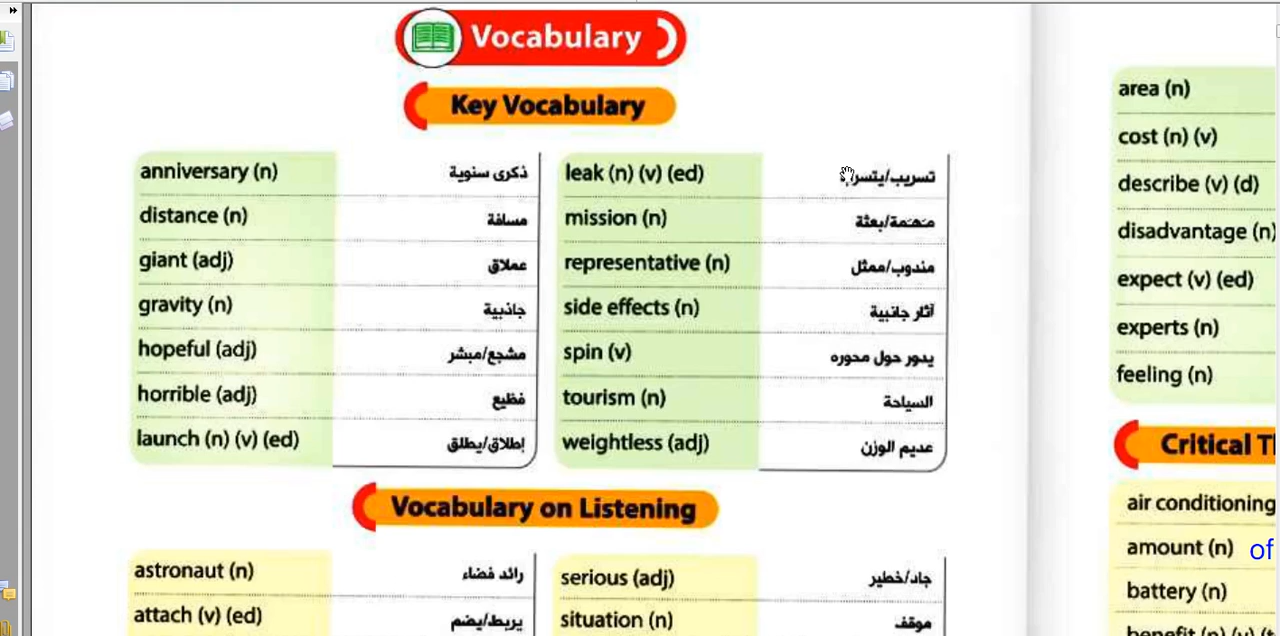 Vocabulary
Key Vocabulary
anniversary (n) ذكرى سنوية
distance (n) مسافة
giant (adj) عملاق
gravity (n) جاذبية
hopeful (adj) مشجع/مبشر
horrible (adj) فظيع
launch (n) (v) (ed) إطلاق/يطلق
leak (n) (v) (ed) تسريب/
mission (n) مهمة/بعثة
representative (n) مندوب/ممثل
side effects (n) آثار جانبية
spin (v) يدور حول محوره
tourism (n) السياحة
weightless (adj) عديم الوزن
Vocabulary on Listening
astronaut (n) رائد فضاء
attach (v) (ed) يربط/يضم
serious (adj) جاد/خطير
situation (n) موقف
area (n)
cost (n) (v)
describe (v) (d)
disadvantage (n)
expect (v) (ed)
experts (n)
feeling (n)
Critical
air conditioning
amount (n) of
battery (n)